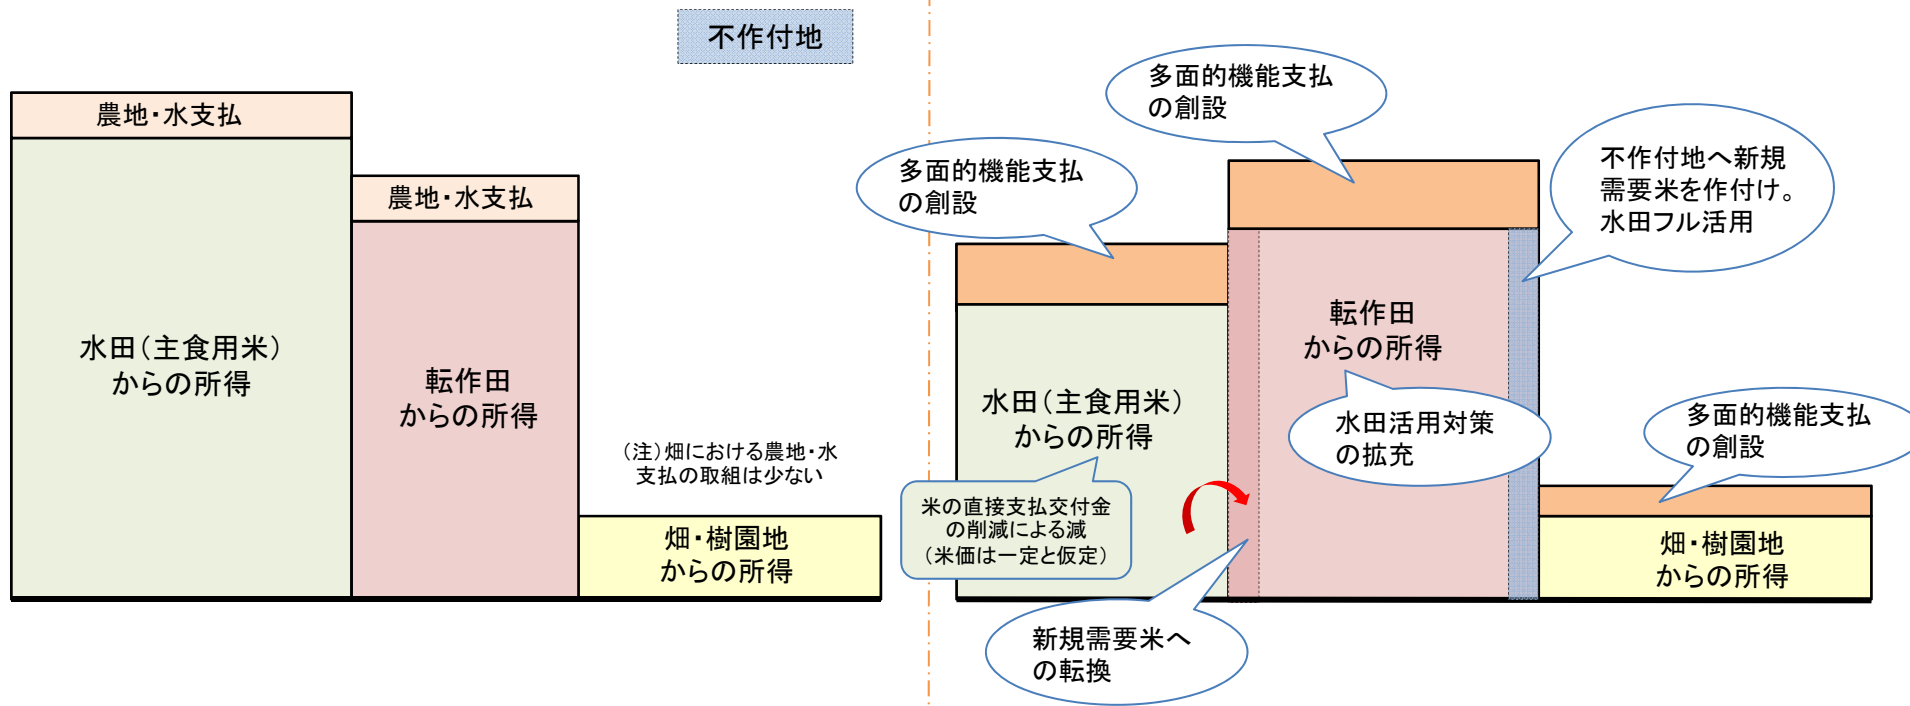 不作付地
農地・水支払
農地・水支払
水田（主食用米）
からの所得
転作田
からの所得
（注）畑における農地・水
支払の取組は少ない
畑・樹園地
からの所得
多面的機能支払
の創設
多面的機能支払
の創設
不作付地へ新規
需要米を作付け。
水田フル活用
転作田
からの所得
水田（主食用米）
からの所得
水田活用対策
の拡充
多面的機能支払
の創設
米の直接支払交付金
の削減による減
（米価は一定と仮定）
畑・樹園地
からの所得
新規需要米へ
の転換